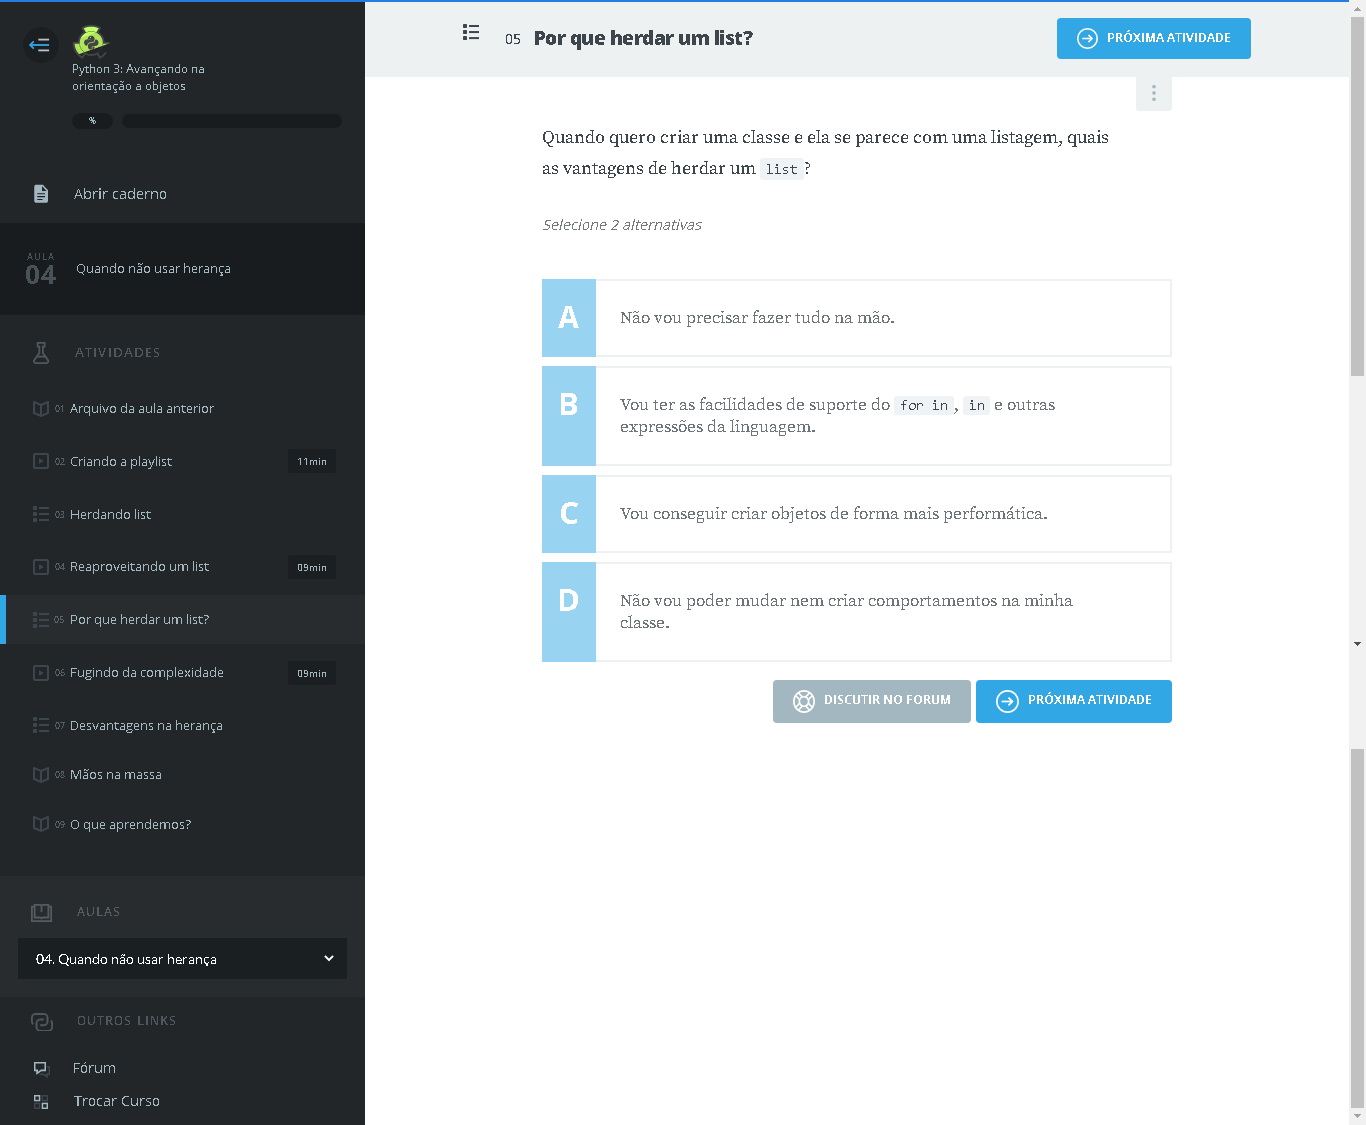 Python 3: Avançando na
orientação a objetos
%
Abrir caderno
AULA
04
Quando não usar herança
ATIVIDADES
01 Arquivo da aula anterior
02 Criando a playlist 11min
03 Herdando list
04 Reaproveitando um list 09min
05 Por que herdar um list?
06 Fugindo da complexidade 09min
07 Desvantagens na herança
08 Mãos na massa
09 O que aprendemos?
AULAS
04. Quando não usar herança
OUTROS LINKS
Fórum
Trocar Curso
05 Por que herdar um list?
PRÓXIMA ATIVIDADE
Quando quero criar uma classe e ela se parece com uma listagem, quais
as vantagens de herdar um list?
Selecione 2 alternativas
A
Não vou precisar fazer tudo na mão.
B
Vou ter as facilidades de suporte do for in, in e outras
expressões da linguagem.
C
Vou conseguir criar objetos de forma mais performática.
D
Não vou poder mudar nem criar comportamentos na minha
classe.
DISCUTIR NO FORUM
PRÓXIMA ATIVIDADE